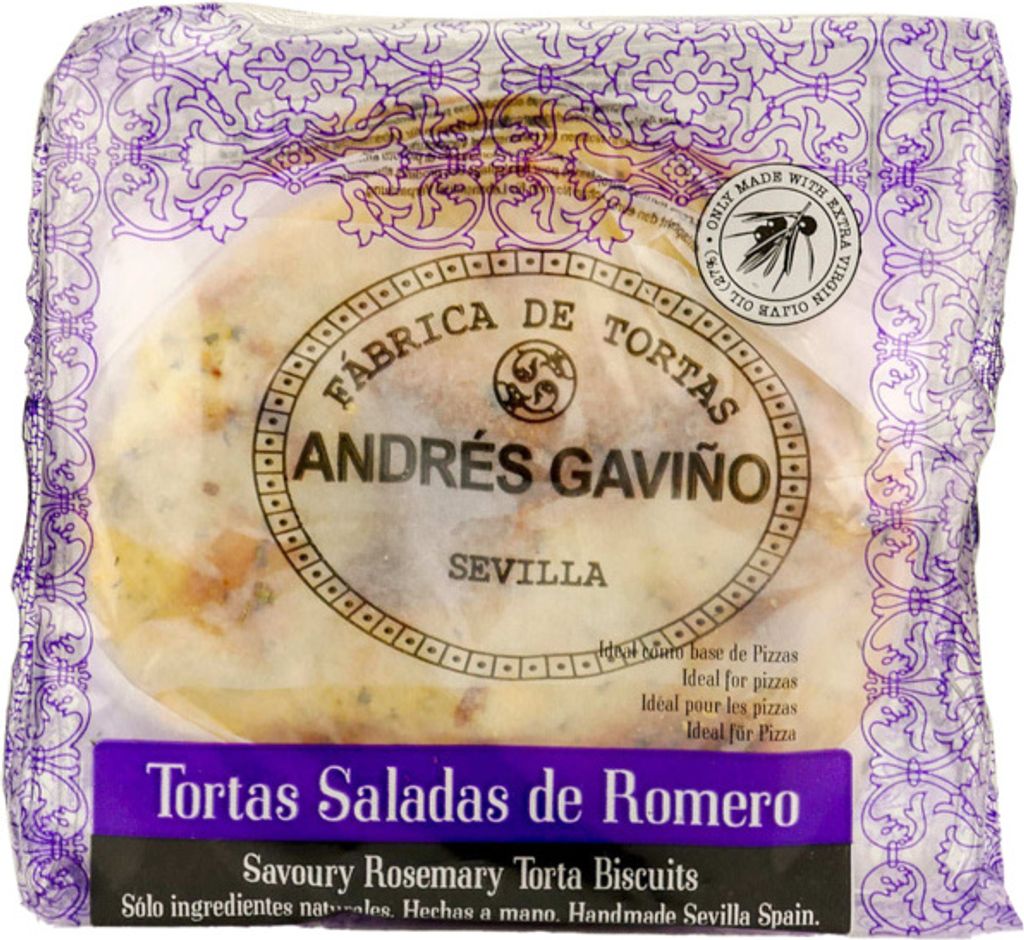 ONLY MADE WITH EXTRA VIRGIN OLIVE OIL (27%)
FÁBRICA DE TORTAS
ANDRÉS GAVIÑO
SEVILLA
Ideal como base de Pizzas
Ideal for pizzas
Idéal pour les pizzas
Ideal für Pizza
Tortas Saladas de Romero
Savoury Rosemary Torta Biscuits
Sólo ingredientes naturales. Hechas a mano. Handmade Sevilla Spain.